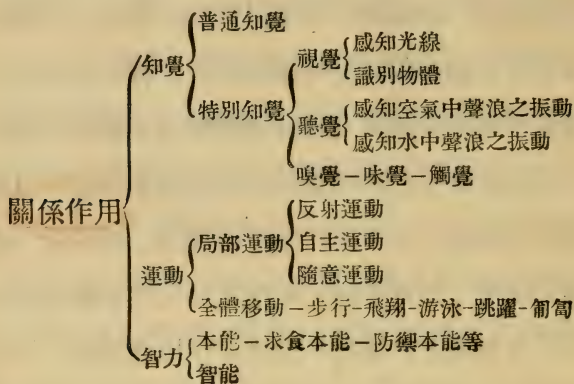 普通知覺
感知光線
視覺
知覺
識別物體
特別知覺
感知空氣中聲浪之振動
聽覺
感知水中聲浪之振動
嗅覺－味覺－觸覺
關係作用
反射運動
局部運動
自主運動
隨意運動
運動
全體移動－步行－飛翔－游泳－跳躍－匍匐
本能－求食本能－防禦本能等
智力
智能